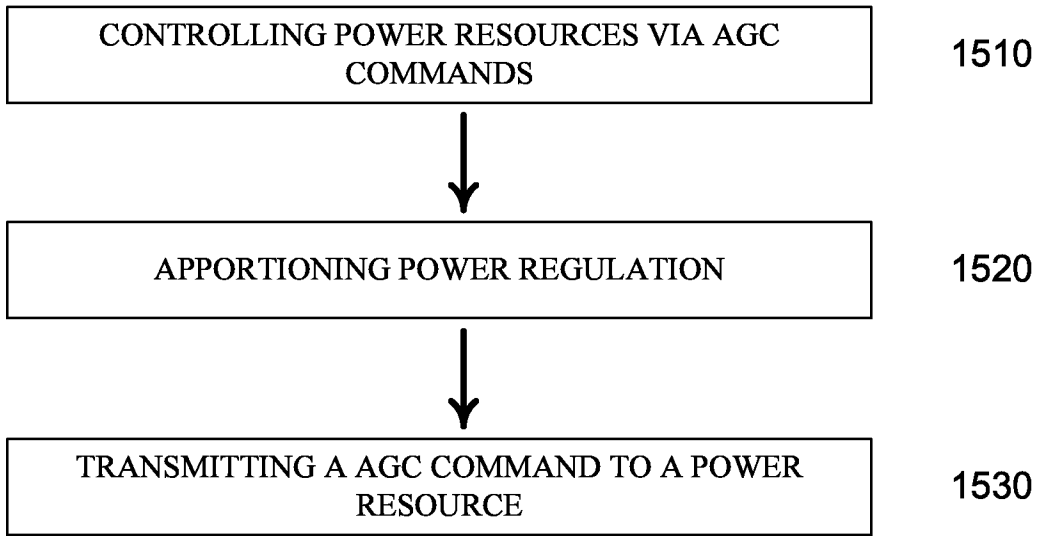 CONTROLLING POWER RESOURCES VIA AGC
COMMANDS
1510
APPORTIONING POWER REGULATION
1520
TRANSMITTING A AGC COMMAND TO A POWER
RESOURCE
1530